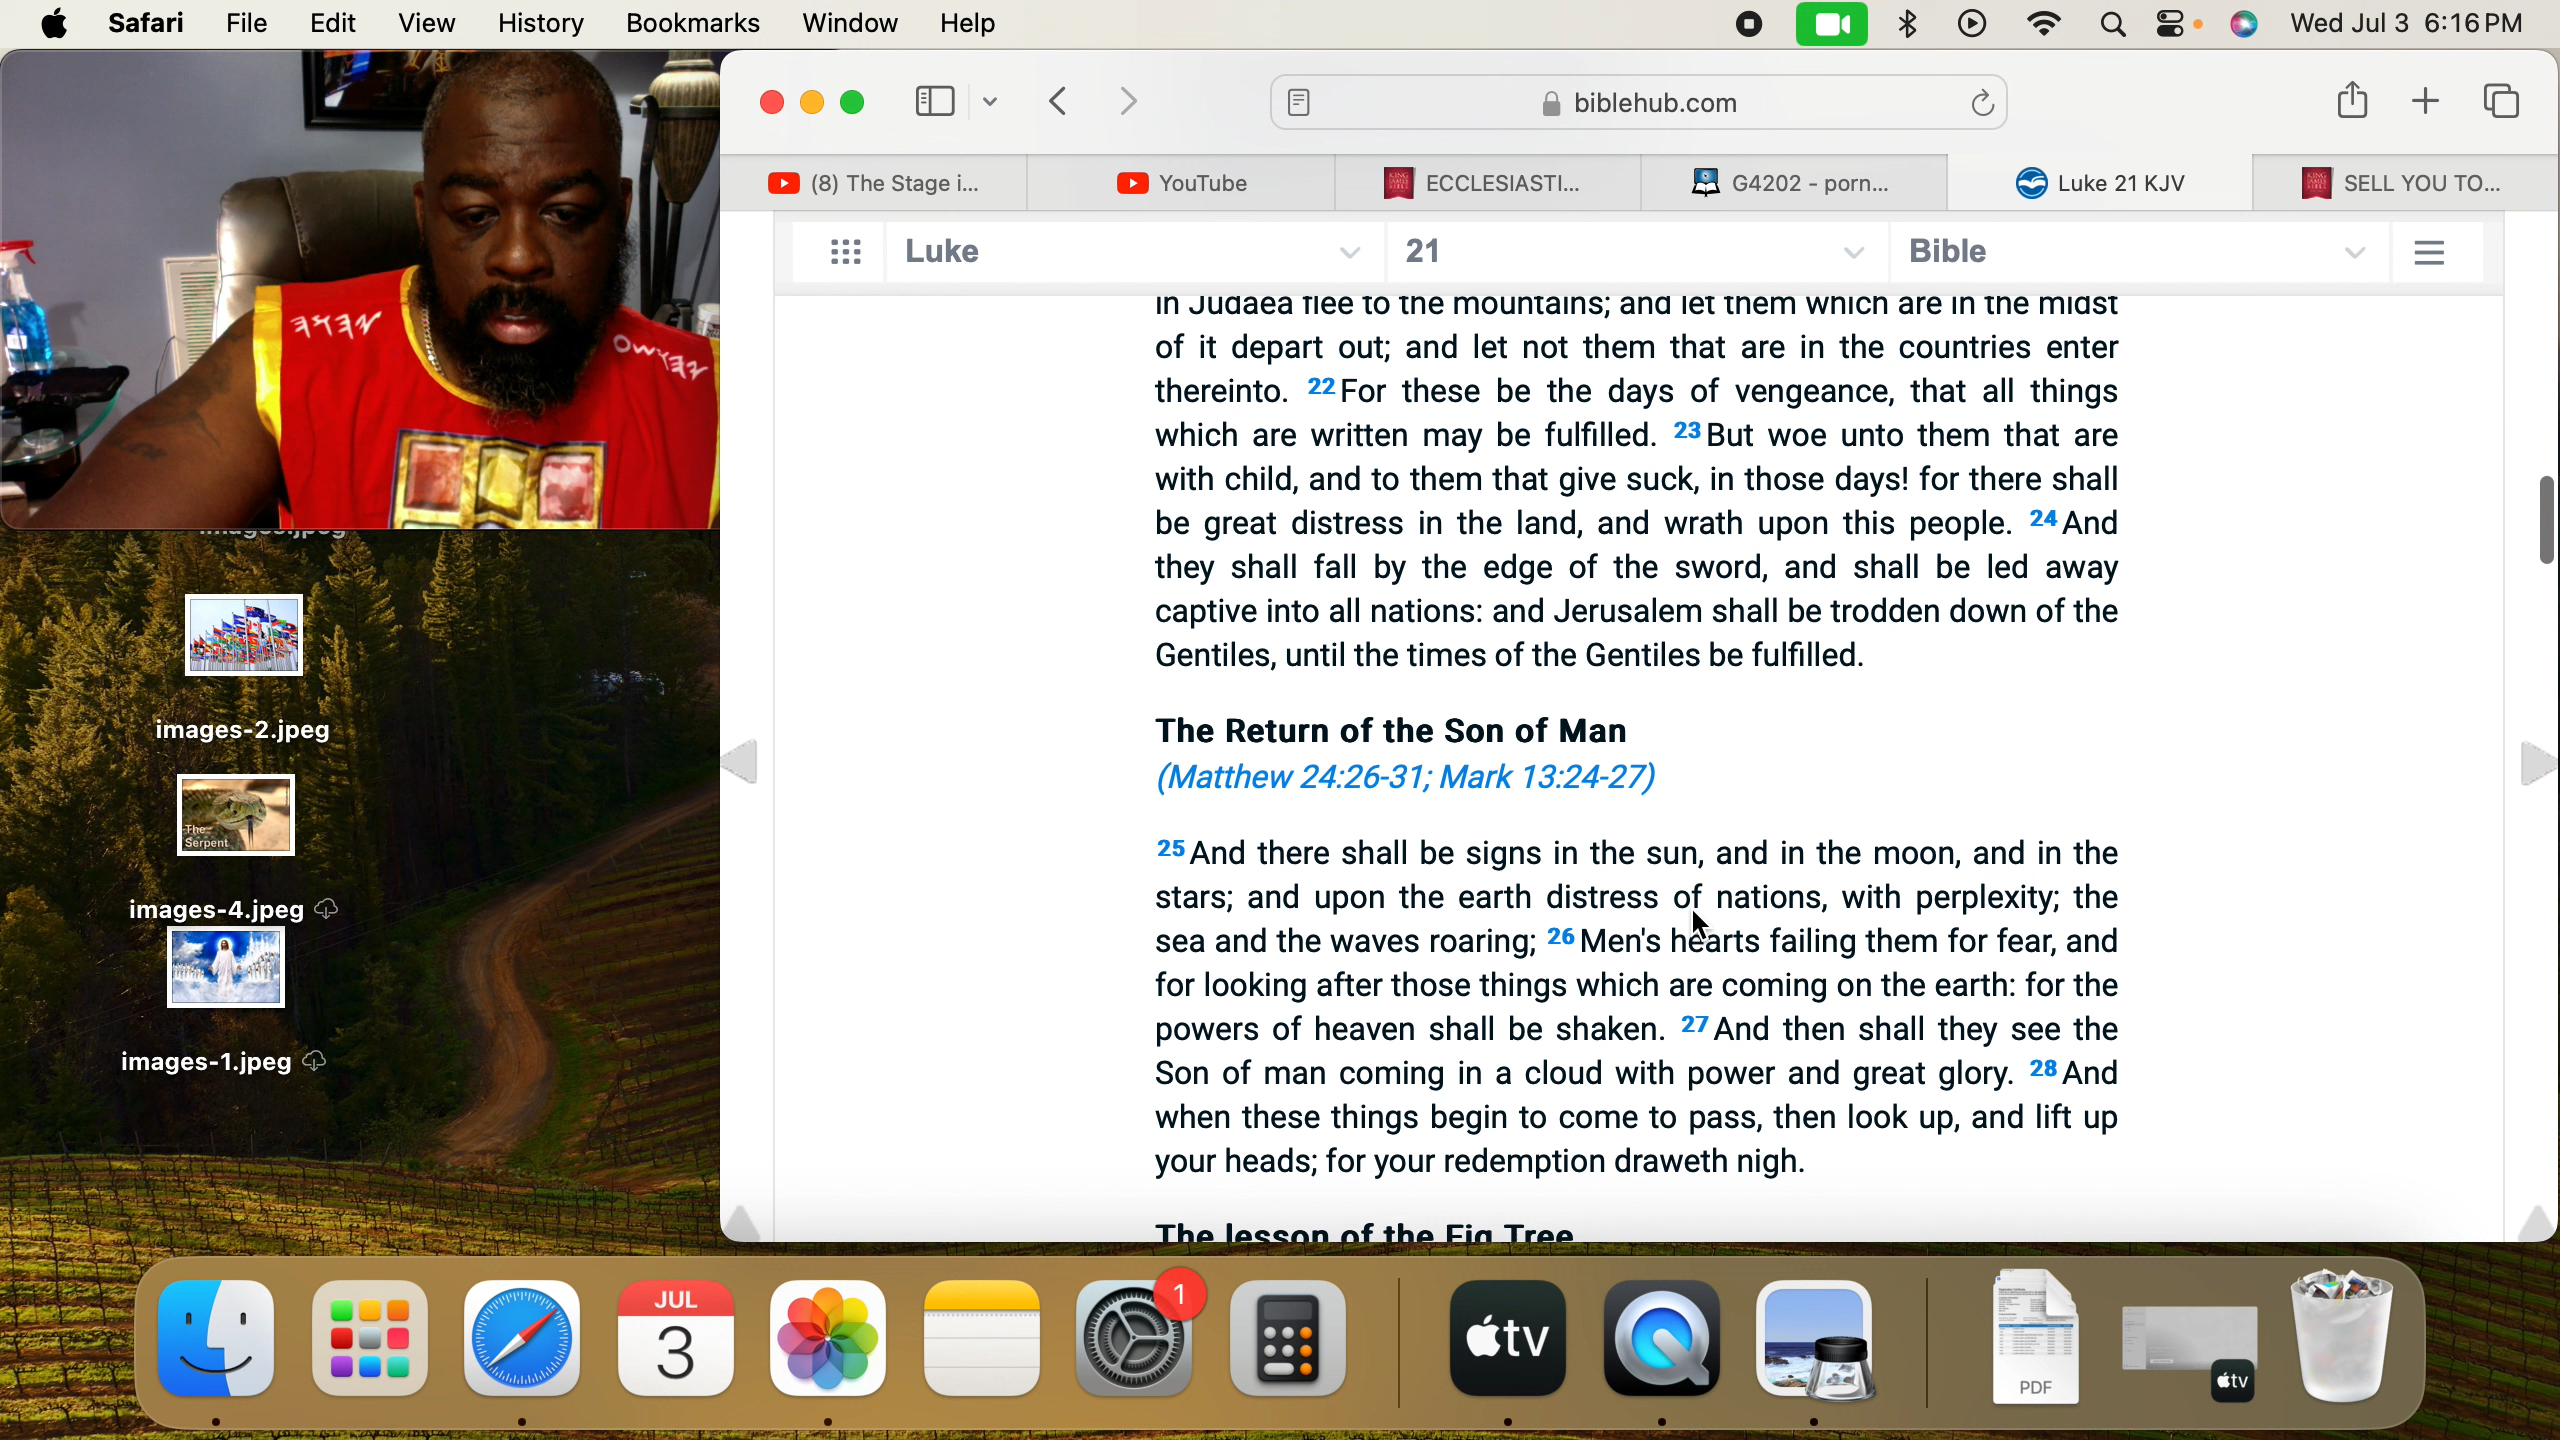 Safari File Edit View History Bookmarks Window Help Wed Jul 3 6:16 PM
biblehub.com
(8) The Stage i... YouTube ECCLESIASTI... G4202 - porn... Luke 21 KJV SELL YOU TO...
Luke 21 Bible
in Judaea flee to the mountains; and let them which are in the midst
of it depart out; and let not them that are in the countries enter
thereinto. 22 For these be the days of vengeance, that all things
which are written may be fulfilled. 23 But woe unto them that are
with child, and to them that give suck, in those days! for there shall
be great distress in the land, and wrath upon this people. 24 And
they shall fall by the edge of the sword, and shall be led away
captive into all nations: and Jerusalem shall be trodden down of the
Gentiles, until the times of the Gentiles be fulfilled.
The Return of the Son of Man
(Matthew 24:26-31; Mark 13:24-27)
25 And there shall be signs in the sun, and in the moon, and in the
stars; and upon the earth distress of nations, with perplexity; the
sea and the waves roaring; 26 Men's hearts failing them for fear, and
for looking after those things which are coming on the earth: for the
powers of heaven shall be shaken. 27 And then shall they see the
Son of man coming in a cloud with power and great glory. 28 And
when these things begin to come to pass, then look up, and lift up
your heads; for your redemption draweth nigh.
The lesson of the Fig Tree
images-2.jpeg
The
Serpent
images-4.jpeg
images-1.jpeg
JUL
3
1
tv
PDF
tv